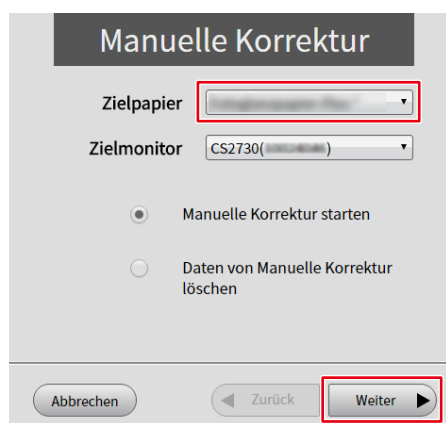 Manuelle Korrektur
Zielpapier
Zielmonitor CS2730( )
Manuelle Korrektur starten
Daten von Manuelle Korrektur
löschen
Abbrechen Zurück Weiter